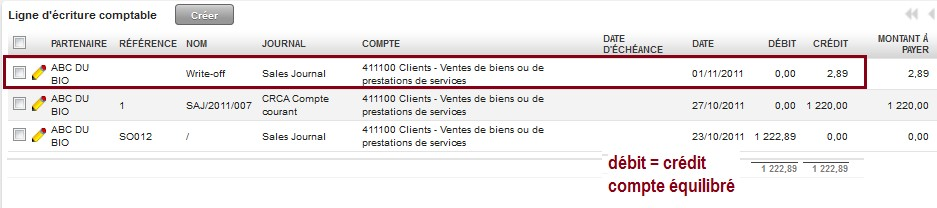 Ligne d'écriture comptable Créer
PARTENAIRE RÉFÉRENCE NOM JOURNAL COMPTE DATE D'ÉCHÉANCE DATE DÉBIT CRÉDIT MONTANT À PAYER
ABC DU BIO Write-off Sales Journal 411100 Clients - Ventes de biens ou de prestations de services 01/11/2011 0,00 2,89 2,89
ABC DU BIO 1 SAJ/2011/007 CRCA Compte courant 411100 Clients - Ventes de biens ou de prestations de services 27/10/2011 0,00 1 220,00 1 220,00
ABC DU BIO SO012 / Sales Journal 411100 Clients - Ventes de biens ou de prestations de services 23/10/2011 1 222,89 0,00 0,00
débit = crédit
compte équilibré
1 222,89 1 222,89